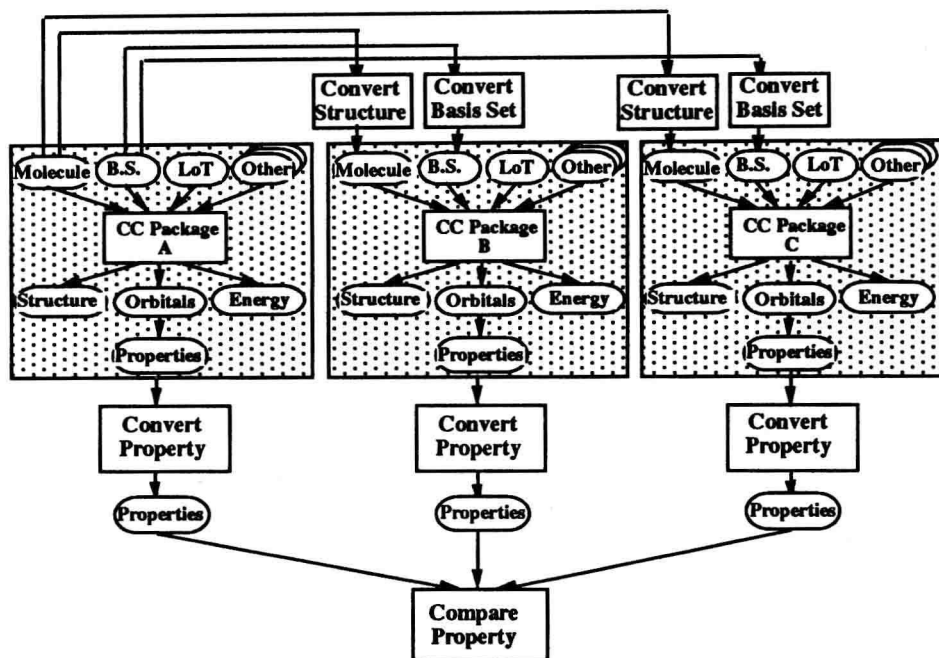 Convert
Structure
Convert
Basis Set
Convert
Structure
Convert
Basis Set
Molecule
B.S.
LoT
Other
Molecule
B.S.
LoT
Other
Molecule
B.S.
LoT
Other
CC Package
A
CC Package
B
CC Package
C
Structure
Orbitals
Energy
Structure
Orbitals
Energy
Structure
Orbitals
Energy
Properties
Properties
Properties
Convert
Property
Convert
Property
Convert
Property
Properties
Properties
Properties
Compare
Property